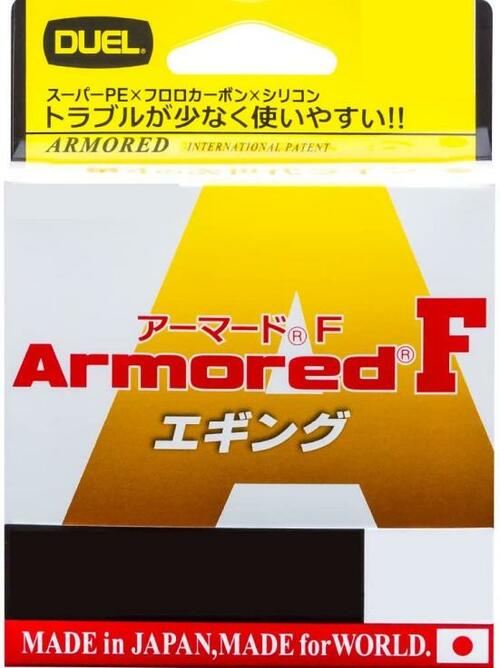 DUEL®
スーパーPE×フロロカーボン×シリコン
トラブルが少なく使いやすい!!
ARMORED INTERNATIONAL PATENT
アーマード®F
Armored®F
エギング
MADE in JAPAN,MADE for WORLD.